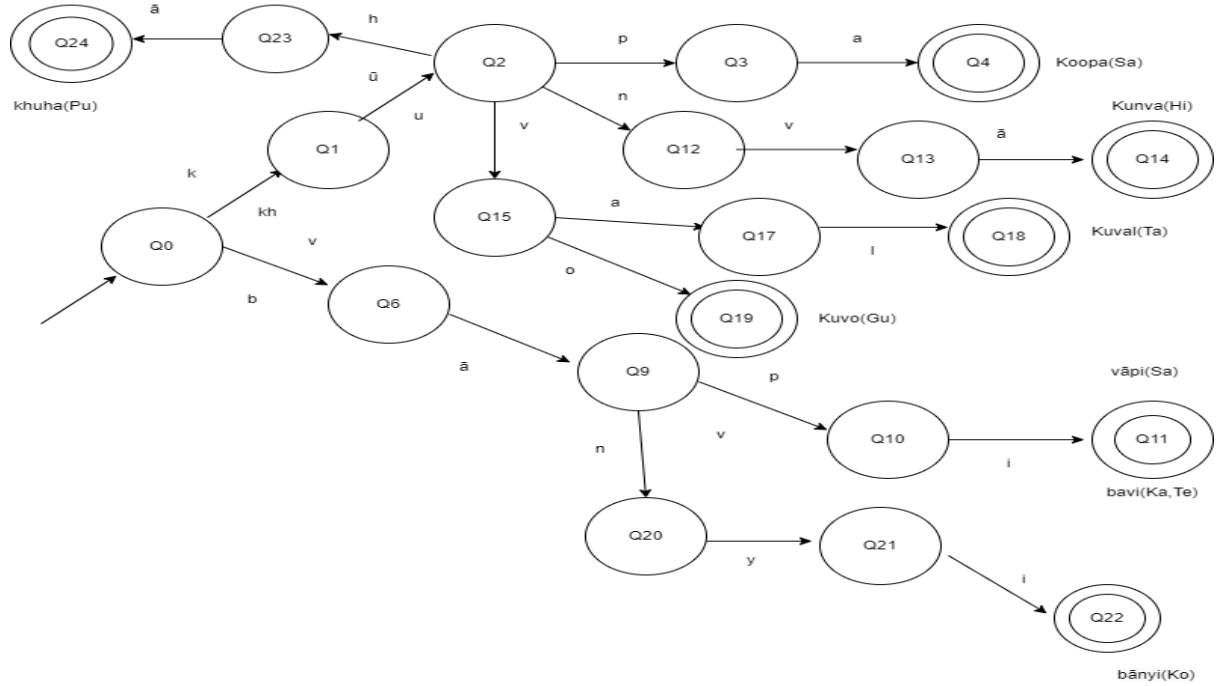 ā
h
Q24
Q23
Q2
p
Q3
a
Q4
Koopa(Sa)
khuha(Pu)
ū
u
n
v
Kunva(Hi)
Q1
Q12
v
Q13
ā
Q14
k
kh
Q15
a
Q17
l
Q18
Kuval(Ta)
Q0
v
b
o
Q19
Kuvo(Gu)
Q6
ā
Q9
p
v
vāpi(Sa)
Q10
i
Q11
bavi(Ka,Te)
n
Q20
y
Q21
i
Q22
bānyi(Ko)